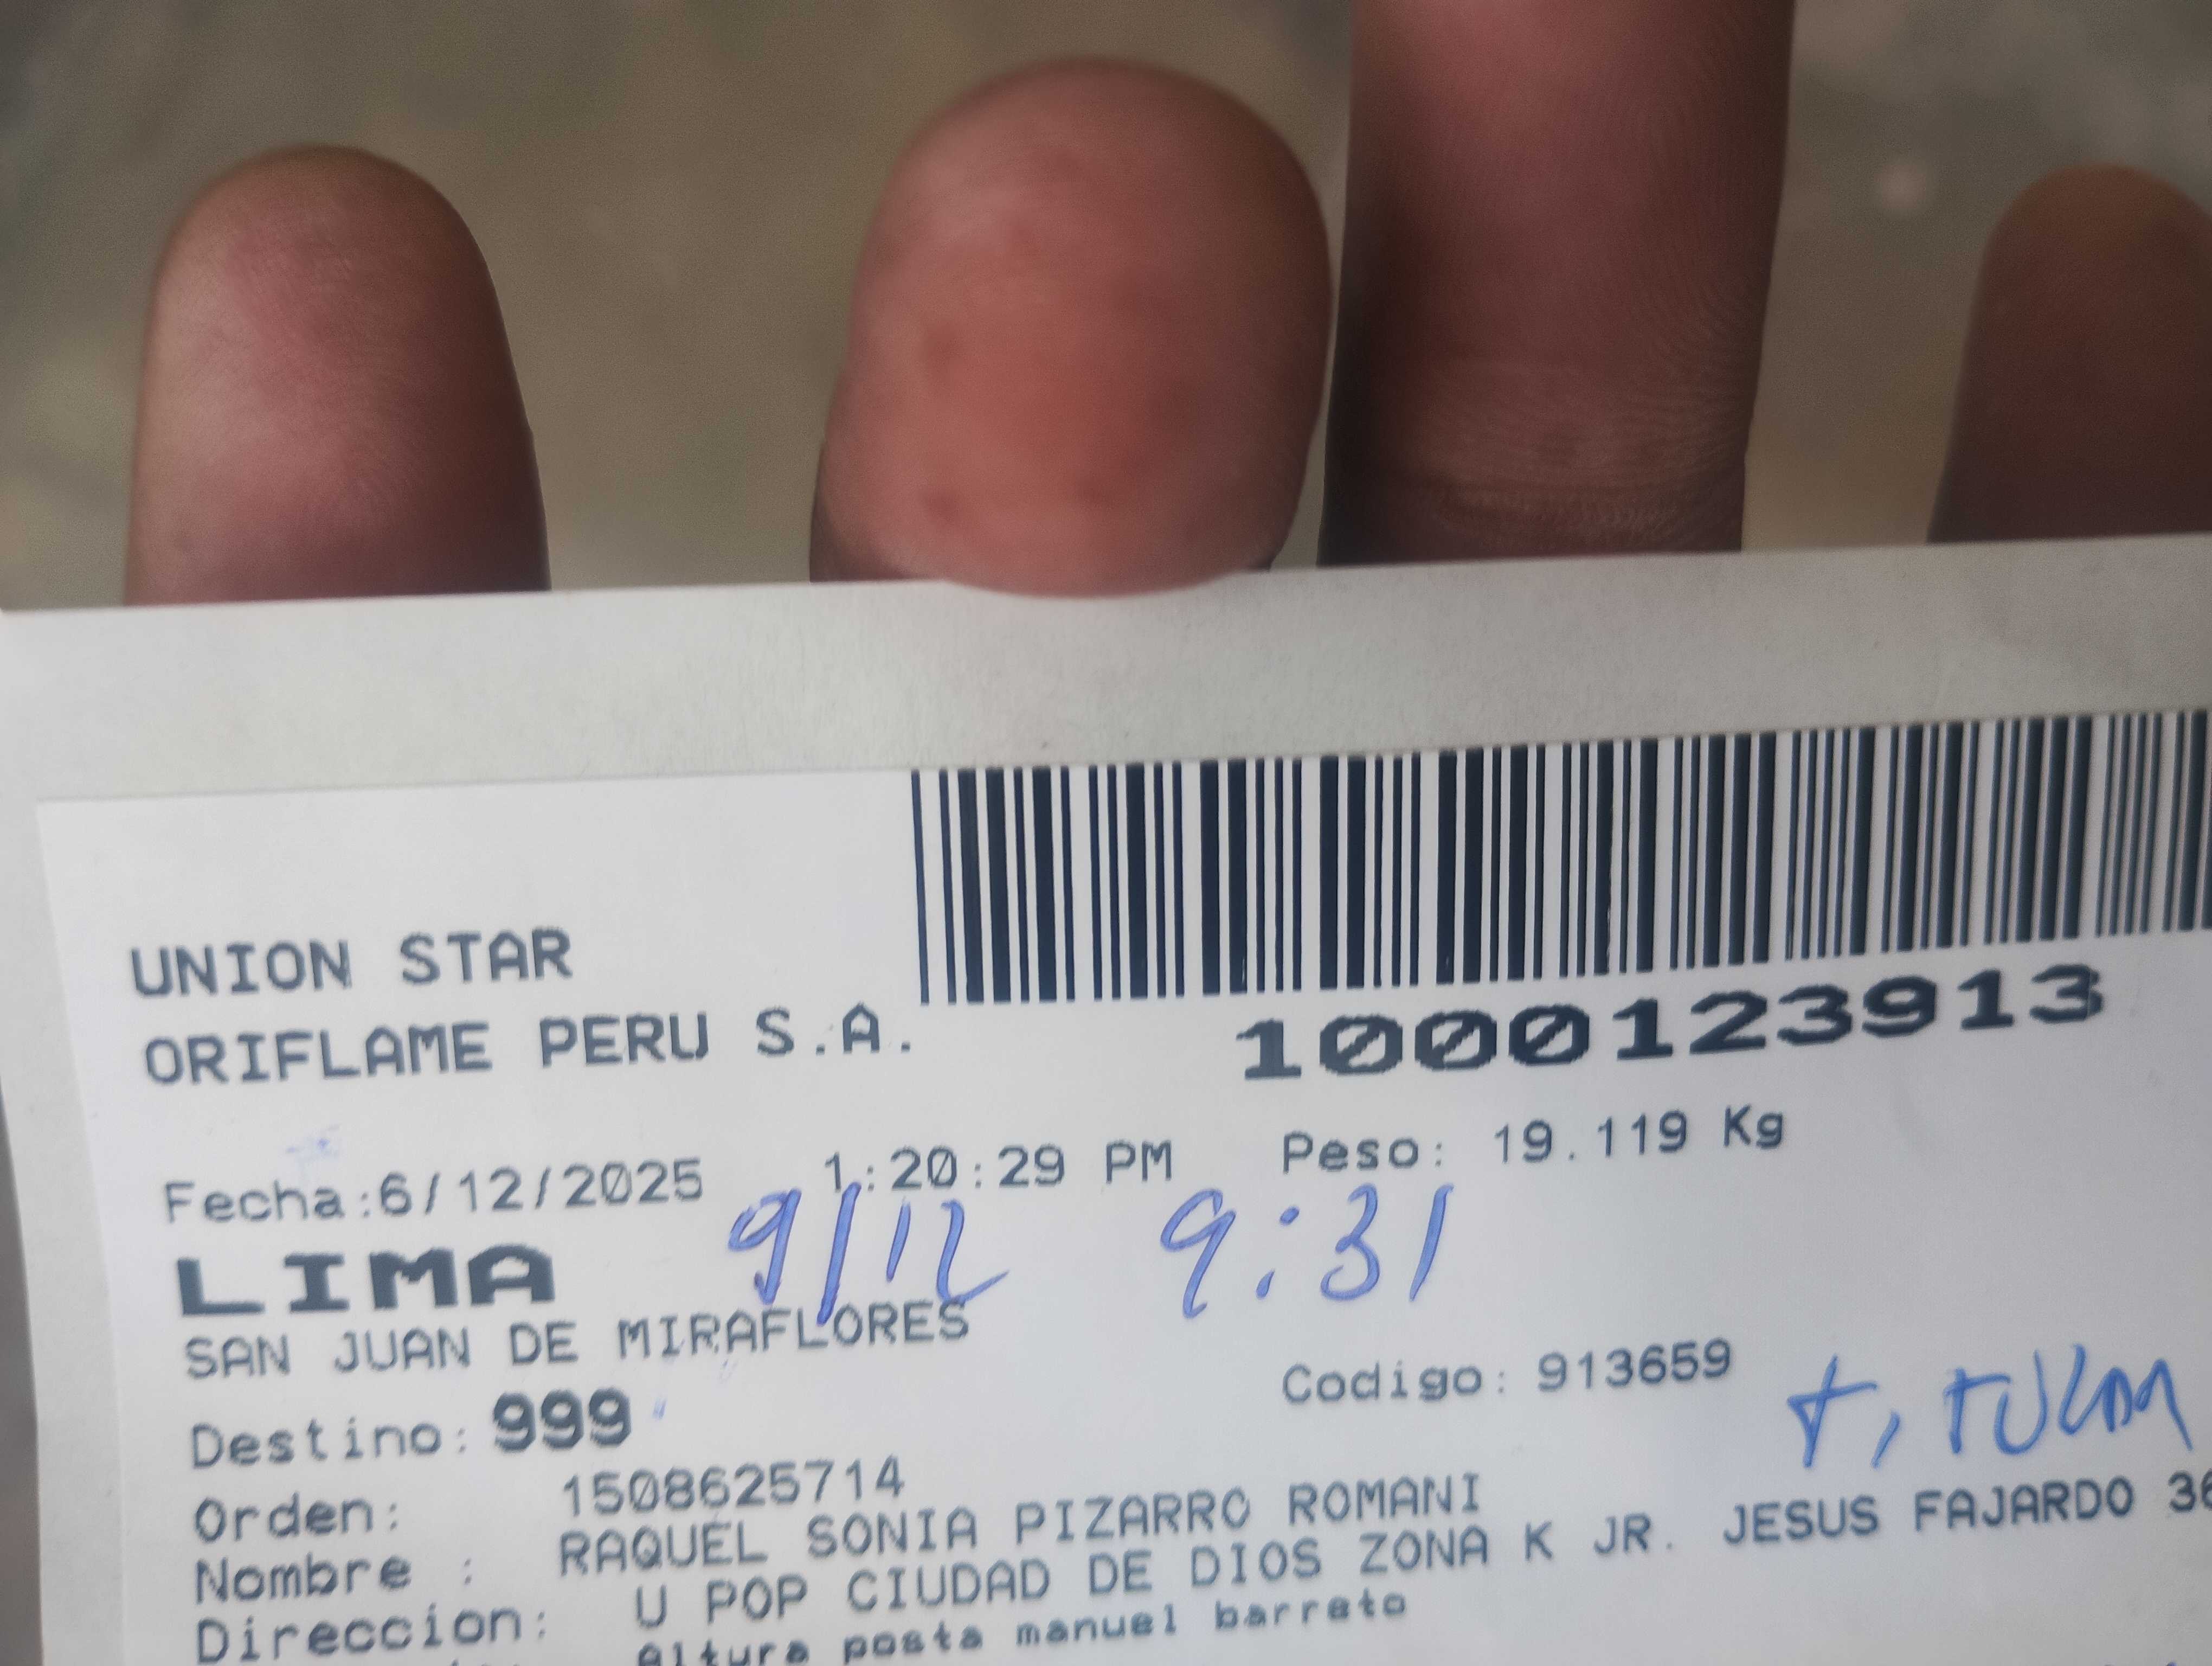 UNION STAR
ORIFLAME PERU S.A.
1000123913
Fecha:6/12/2025 1:20:29 PM Peso: 19.119 Kg
9/12 9:31
LIMA
SAN JUAN DE MIRAFLORES
Codigo: 913659
Destino: 999
Orden: 1508625714
Nombre : RAQUEL SONIA PIZARRO ROMANI
Direccion: U POP CIUDAD DE DIOS ZONA K JR. JESUS FAJARDO
Altura posta manuel barreto